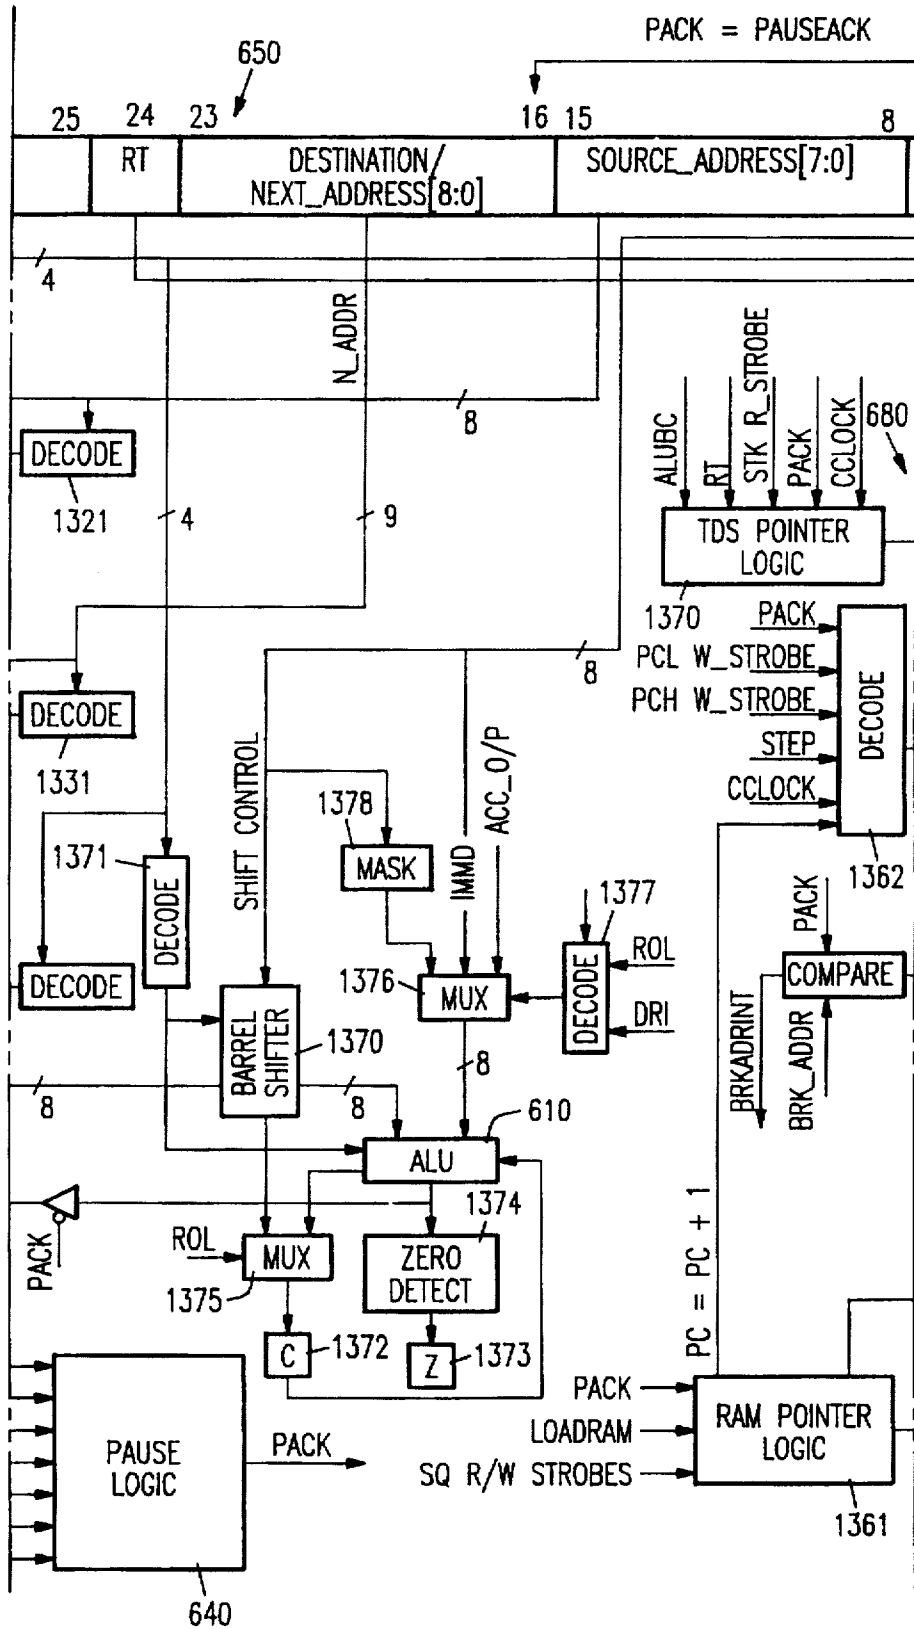 PACK = PAUSEACK
650
25 24 23 16 15 8
RT
DESTINATION/
NEXT_ADDRESS[8:0]
SOURCE_ADDRESS[7:0]
4
N_ADDR
8
DECODE
1321
4
9
ALUBC
RT
STK R_STROBE
PACK
CCLOCK
680
TDS POINTER
LOGIC
1370
PACK
PCL W_STROBE
PCH W_STROBE
STEP
CCLOCK
DECODE
1362
8
DECODE
1331
SHIFT CONTROL
1378
MASK
IMMD
ACC_O/P
1371
DECODE
DECODE
1377
DECODE
ROL
DRI
1376
MUX
BARREL
SHIFTER
1370
8
8
8
PACK
COMPARE
BRKADRINT
BRK_ADDR
610
ALU
1374
ZERO
DETECT
PACK
ROL
MUX
1375
C
1372
Z
1373
PC = PC + 1
PAUSE
LOGIC
PACK
640
PACK
LOADRAM
SQ R/W STROBES
RAM POINTER
LOGIC
1361